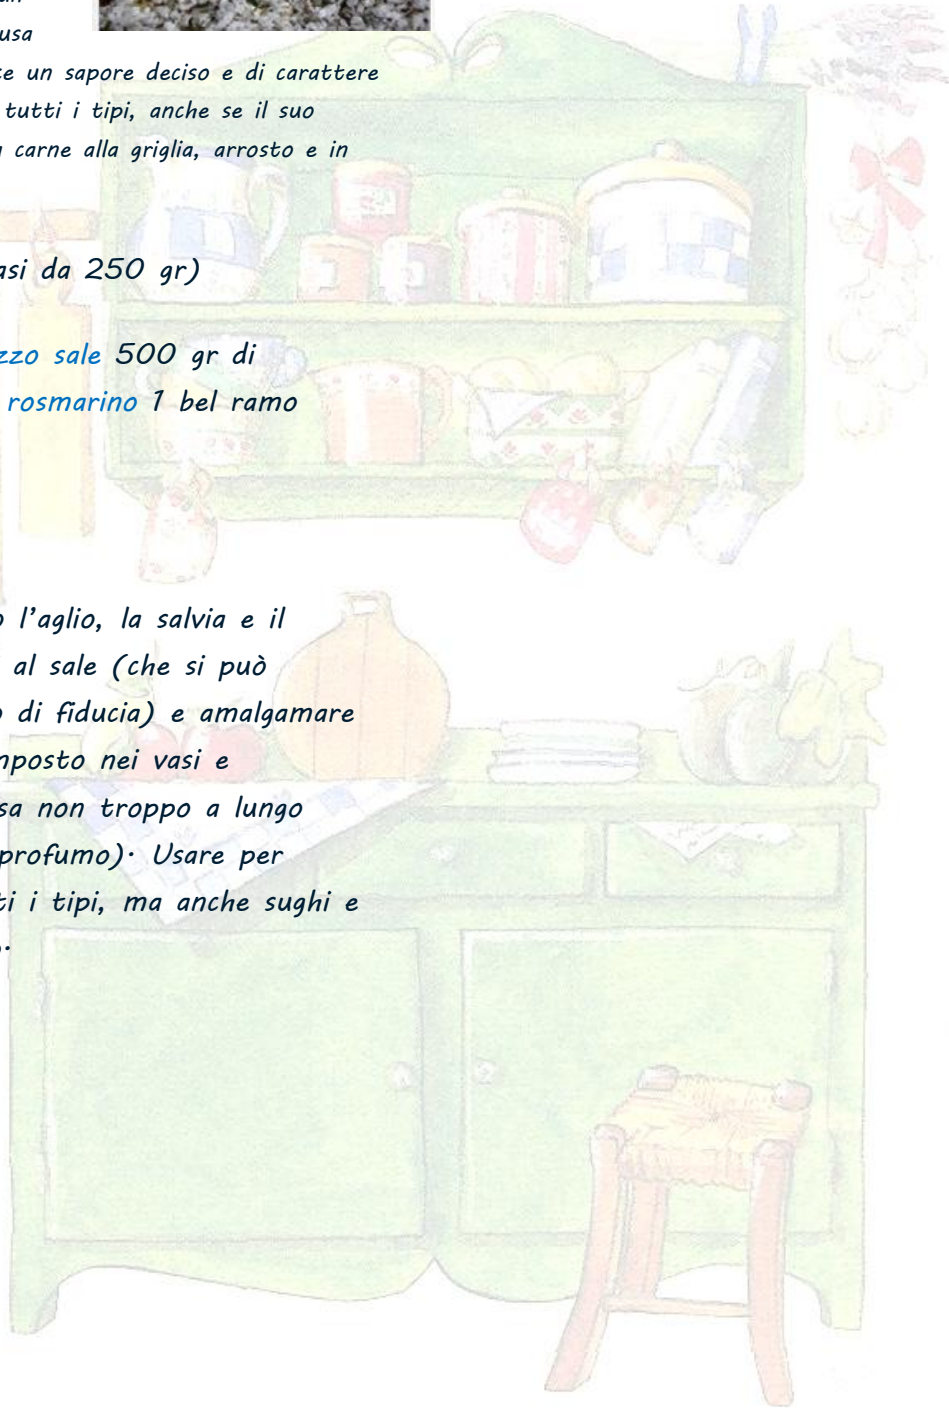 usa
te un sapore deciso e di carattere
tutti i tipi, anche se il suo
a carne alla griglia, arrosto e in
asi da 250 gr)
zzo sale 500 gr di
rosmarino 1 bel ramo
o l’aglio, la salvia e il
al sale (che si può
o di fiducia) e amalgamare
mposto nei vasi e
sa non troppo a lungo
profumo)· Usare per
ti i tipi, ma anche sughi e
o·